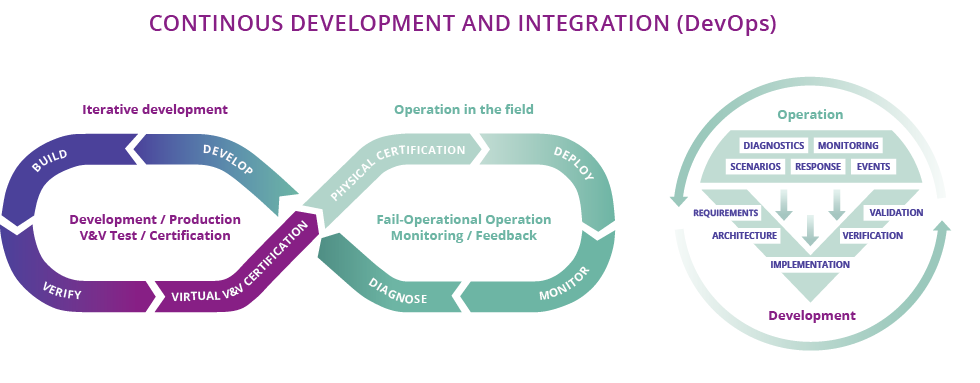 CONTINOUS DEVELOPMENT AND INTEGRATION (DevOps)
Iterative development
Operation in the field
BUILD
DEVELOP
PHYSICAL CERTIFICATION
DEPLOY
Development / Production
V&V Test / Certification
Fail-Operational Operation
Monitoring / Feedback
VERIFY
VIRTUAL V&V CERTIFICATION
DIAGNOSE
MONITOR
Operation
DIAGNOSTICS
MONITORING
SCENARIOS
RESPONSE
EVENTS
REQUIREMENTS
VALIDATION
ARCHITECTURE
VERIFICATION
IMPLEMENTATION
Development